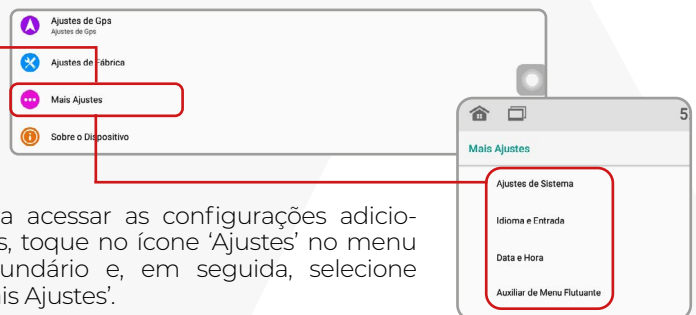 Ajustes de Gps
Ajustes de Gps
Ajustes de Fábrica
Mais Ajustes
Sobre o Dispositivo
5
Mais Ajustes
Ajustes de Sistema
Idioma e Entrada
Data e Hora
Auxiliar de Menu Flutuante
a acessar as configurações adicio-
s, toque no ícone ‘Ajustes’ no menu
undário e, em seguida, selecione
is Ajustes’.